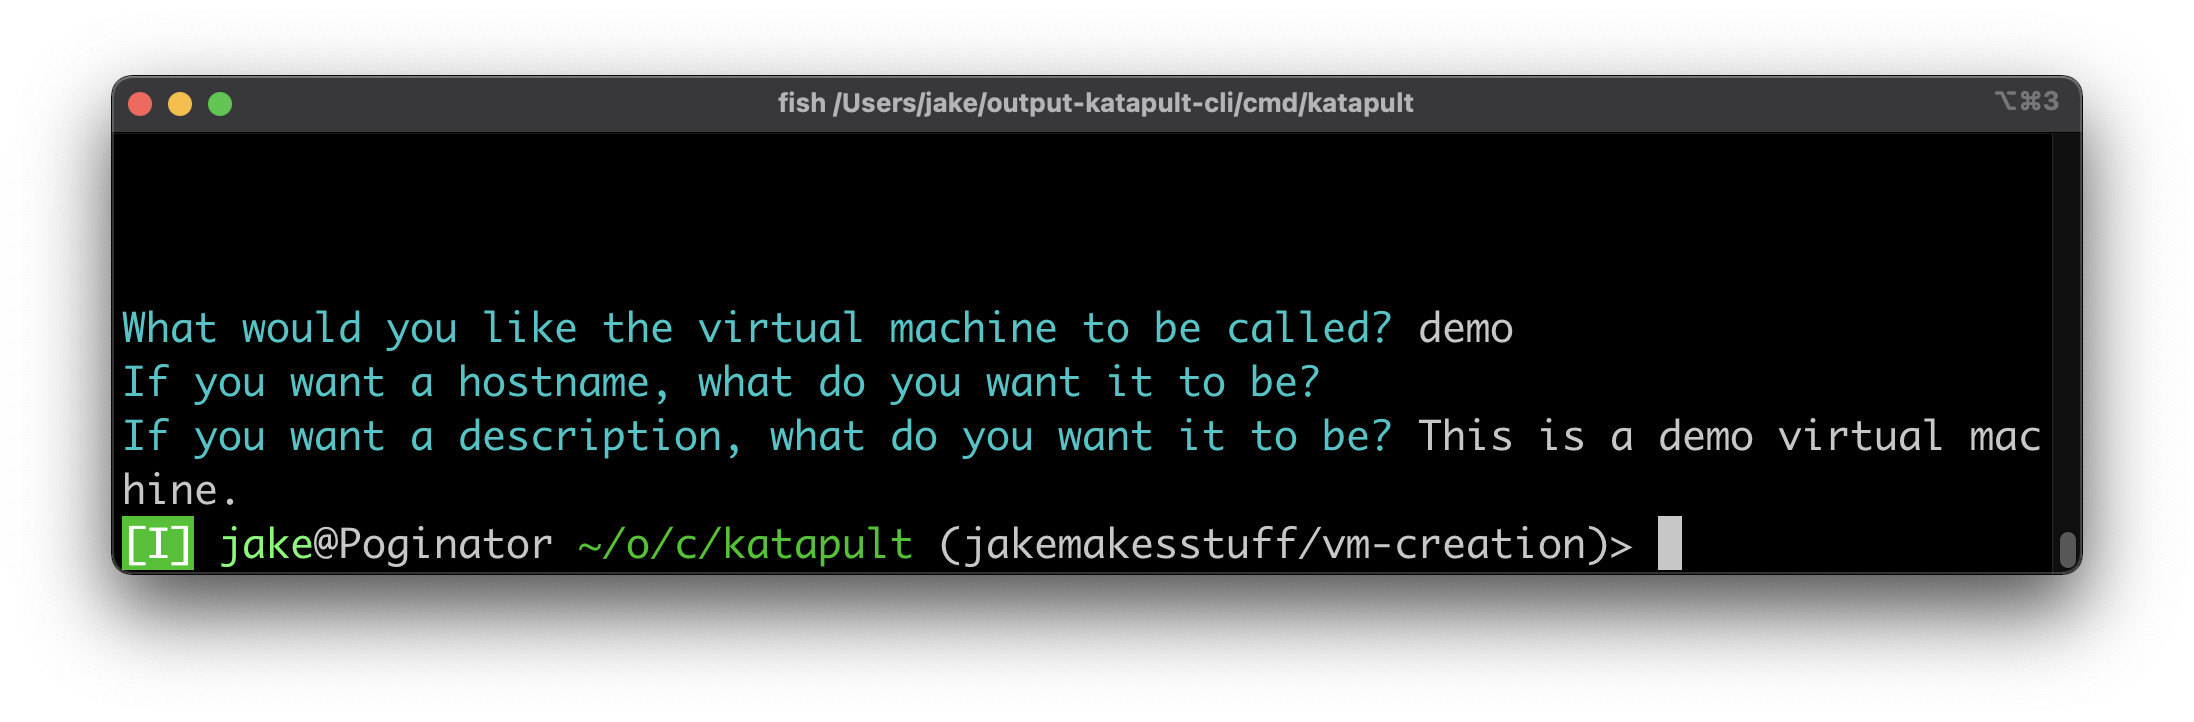 fish /Users/jake/output-katapult-cli/cmd/katapult ⌥⌘3
What would you like the virtual machine to be called? demo
If you want a hostname, what do you want it to be?
If you want a description, what do you want it to be? This is a demo virtual mac
hine.
[I] jake@Poginator ~/o/c/katapult (jakemakesstuff/vm-creation)>